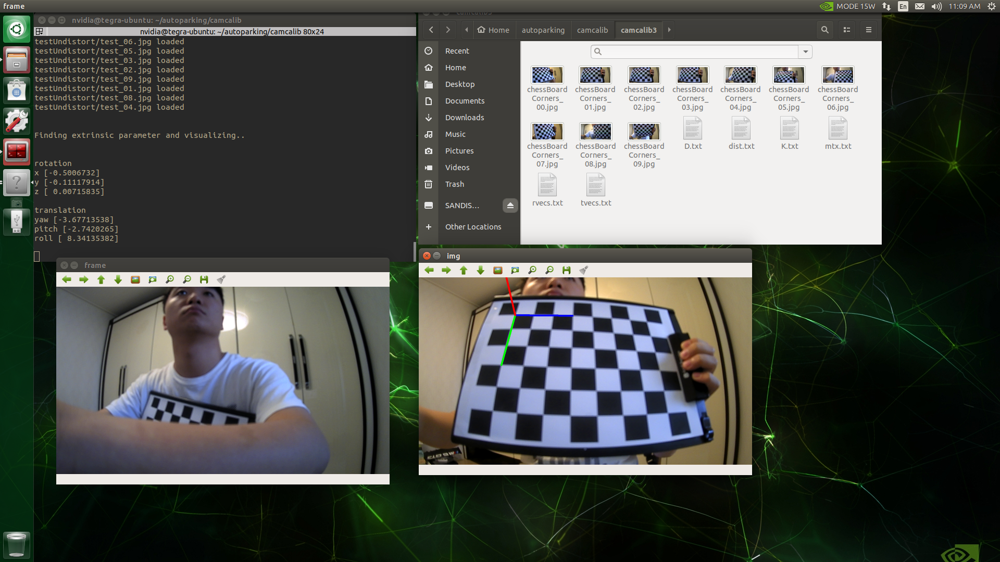 frame
MODE 15W
En
11:09 AM
nvidia@tegra-ubuntu: ~/autoparking/camcalib
nvidia@tegra-ubuntu: ~/autoparking/camcalib 80x24
testUndistort/test_06.jpg loaded
testUndistort/test_05.jpg loaded
testUndistort/test_03.jpg loaded
testUndistort/test_02.jpg loaded
testUndistort/test_09.jpg loaded
testUndistort/test_01.jpg loaded
testUndistort/test_08.jpg loaded
testUndistort/test_04.jpg loaded
Finding extrinsic parameter and visualizing..
rotation
x [-0.5006732]
y [-0.11117914]
z [ 0.00715835]
translation
yaw [-3.67713538]
pitch [-2.7420265]
roll [ 8.34135382]
camcalib3
Home
autoparking
camcalib
camcalib3
Recent
Home
Desktop
Documents
Downloads
Music
Pictures
Videos
Trash
SANDIS...
Other Locations
chessBoard
Corners_
00.jpg
chessBoard
Corners_
01.jpg
chessBoard
Corners_
02.jpg
chessBoard
Corners_
03.jpg
chessBoard
Corners_
04.jpg
chessBoard
Corners_
05.jpg
chessBoard
Corners_
06.jpg
chessBoard
Corners_
07.jpg
chessBoard
Corners_
08.jpg
chessBoard
Corners_
09.jpg
D.txt
dist.txt
K.txt
mtx.txt
rvecs.txt
tvecs.txt
frame
img